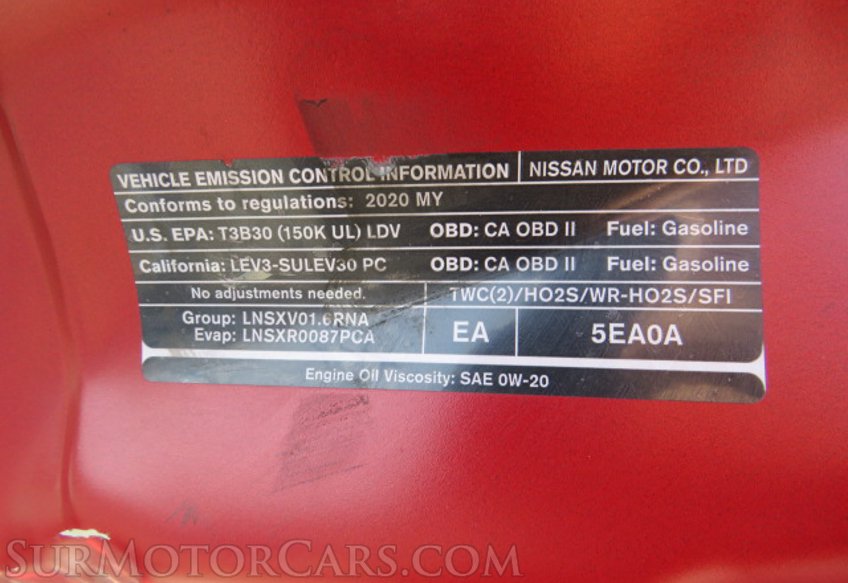 VEHICLE EMISSION CONTROL INFORMATION NISSAN MOTOR CO., LTD
Conforms to regulations: 2020 MY
U.S. EPA: T3B30 (150K UL) LDV OBD: CA OBD II Fuel: Gasoline
California: LEV3-SULEV30 PC OBD: CA OBD II Fuel: Gasoline
No adjustments needed. TWC(2)/HO2S/WR-HO2S/SFI
Group: LNSXV01.6RNA
Evap: LNSXR0087PCA EA 5EA0A
Engine Oil Viscosity: SAE 0W-20
SURMOTORCARS.COM